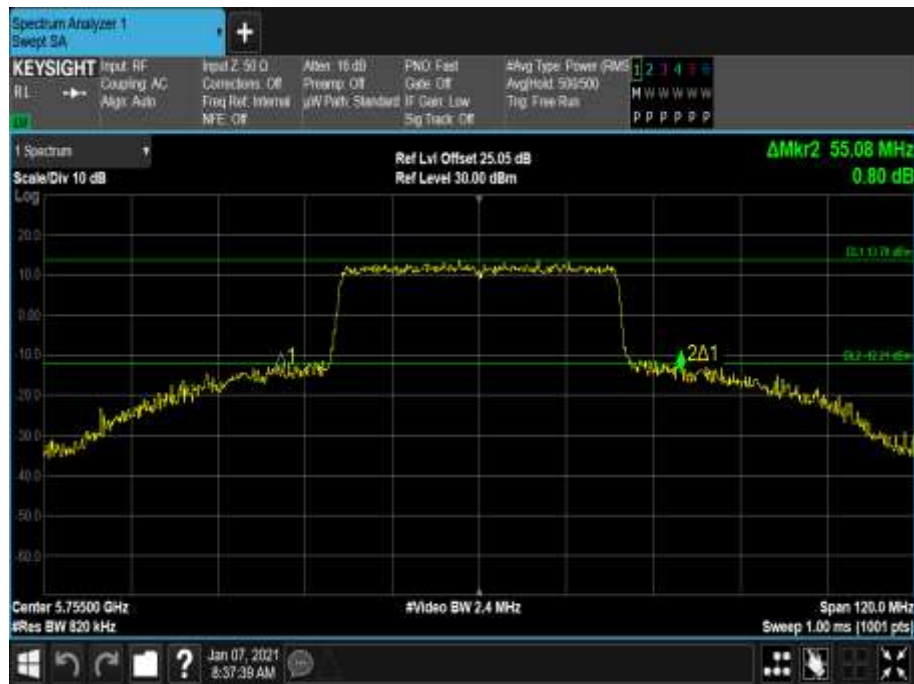 Spectrum Analyzer 1
Swept SA
+
KEYSIGHT
RL
Input: RF
Coupling: AC
Align: Auto
Input Z: 50 Ω
Corrections: Off
Freq Ref: Internal
NFE: Off
Atten: 16 dB
Preamp: Off
µW Path: Standard
PNO: Fast
Gate: Off
IF Gain: Low
Sig Track: Off
#Avg Type: Power (RMS
Avg|Hold: 500/500
Trig: Free Run
1 2 3 4 5 6
M W W W W W
P P P P P P
1 Spectrum
Scale/Div 10 dB
Log
Ref Lvl Offset 25.05 dB
Ref Level 30.00 dBm
ΔMkr2 55.08 MHz
0.80 dB
20.0
10.0
0.00
-10.0
-20.0
-30.0
-40.0
-50.0
-60.0
1
2Δ1
Center 5.75500 GHz
#Res BW 820 kHz
#Video BW 2.4 MHz
Span 120.0 MHz
Sweep 1.00 ms (1001 pts)
?
Jan 07, 2021
8:37:39 AM